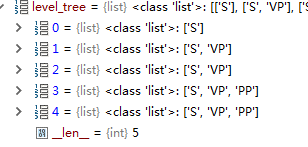 level_tree = {list} <class 'list'>: [['S'], ['S', 'VP'], ['S
0 = {list} <class 'list'>: ['S']
1 = {list} <class 'list'>: ['S', 'VP']
2 = {list} <class 'list'>: ['S', 'VP']
3 = {list} <class 'list'>: ['S', 'VP', 'PP']
4 = {list} <class 'list'>: ['S', 'VP', 'PP']
__len__ = {int} 5